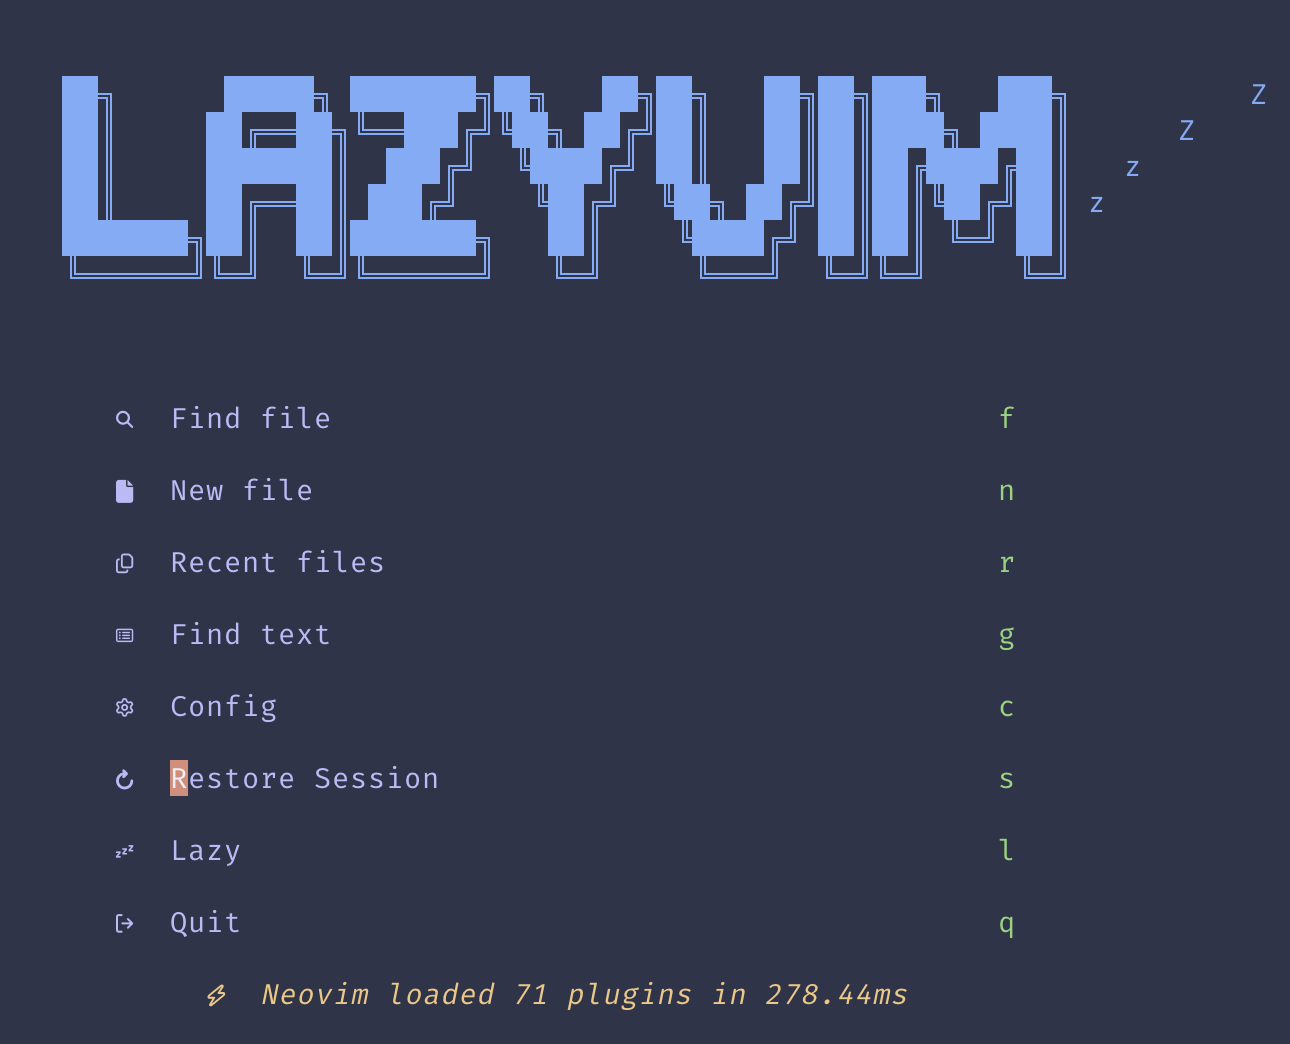 LAZYVIM
Z
Z
z
z
Find file f
New file n
Recent files r
Find text g
Config c
Restore Session s
zzz Lazy l
Quit q
Neovim loaded 71 plugins in 278.44ms